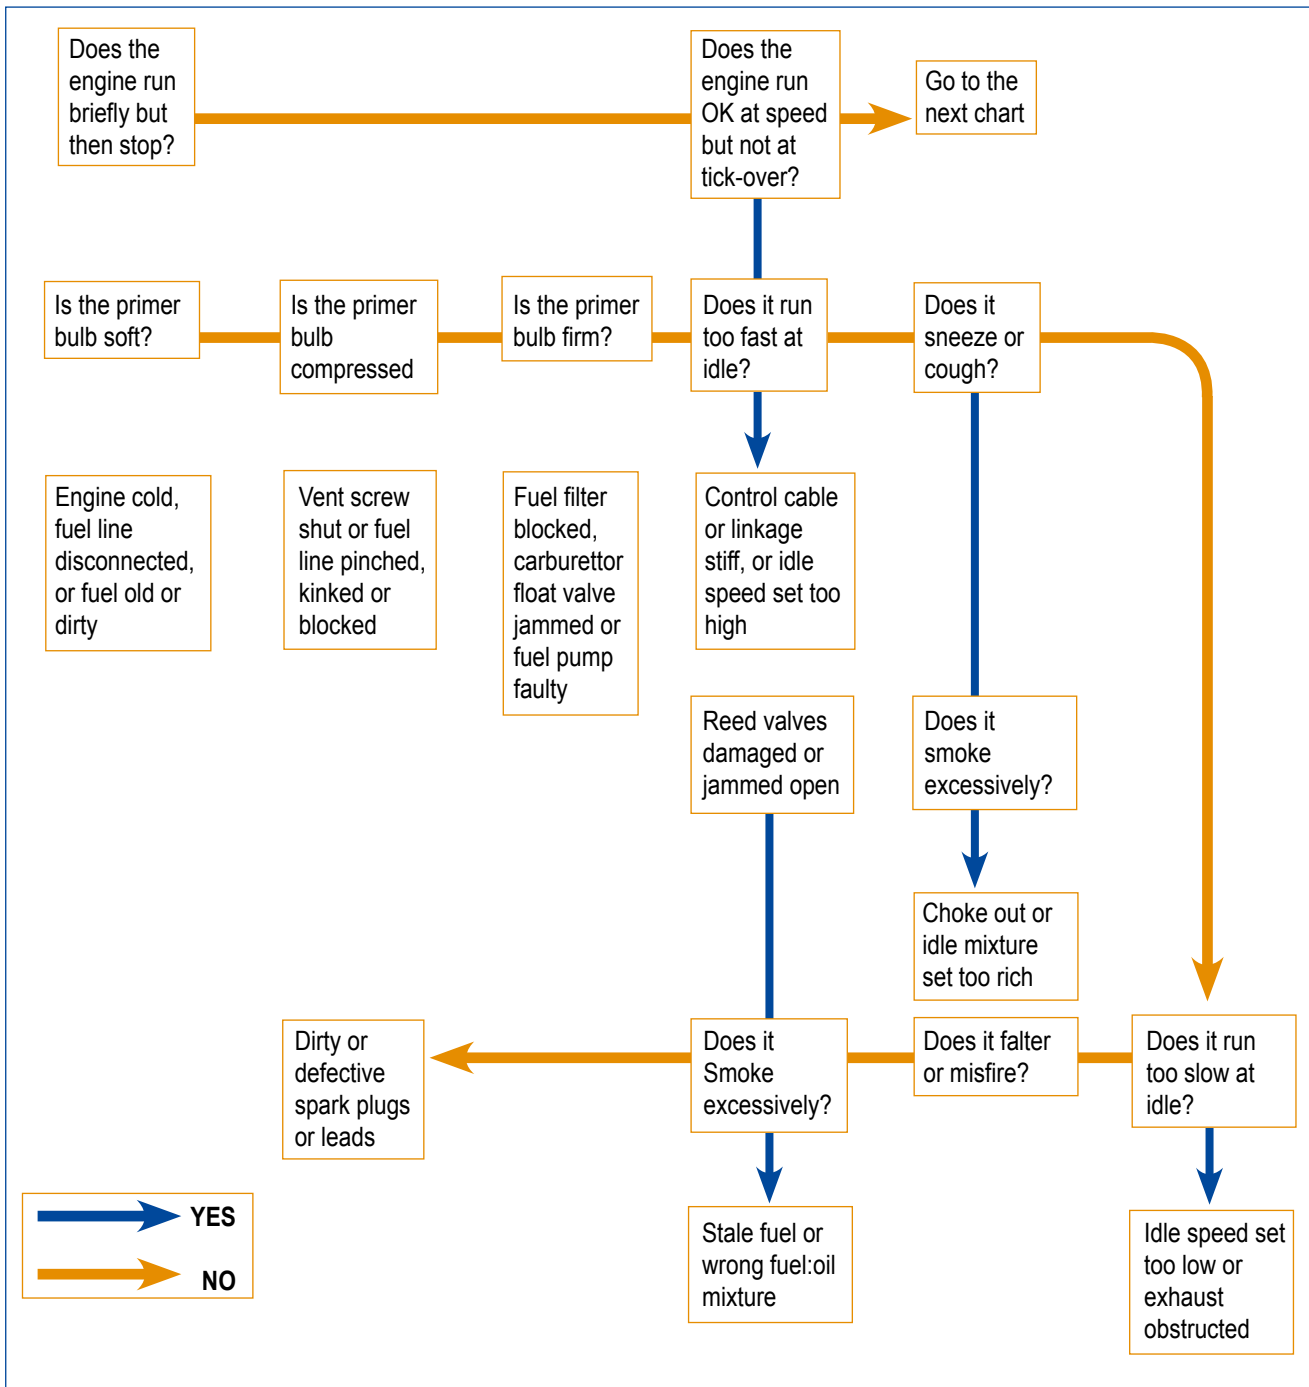 Does the
engine run
briefly but
then stop?
Does the
engine run
OK at speed
but not at
tick-over?
Go to the
next chart
Is the primer
bulb soft?
Is the primer
bulb
compressed
Is the primer
bulb firm?
Does it run
too fast at
idle?
Does it
sneeze or
cough?
Engine cold,
fuel line
disconnected,
or fuel old or
dirty
Vent screw
shut or fuel
line pinched,
kinked or
blocked
Fuel filter
blocked,
carburettor
float valve
jammed or
fuel pump
faulty
Control cable
or linkage
stiff, or idle
speed set too
high
Reed valves
damaged or
jammed open
Does it
smoke
excessively?
Choke out or
idle mixture
set too rich
Dirty or
defective
spark plugs
or leads
Does it
Smoke
excessively?
Does it falter
or misfire?
Does it run
too slow at
idle?
YES
NO
Stale fuel or
wrong fuel:oil
mixture
Idle speed set
too low or
exhaust
obstructed